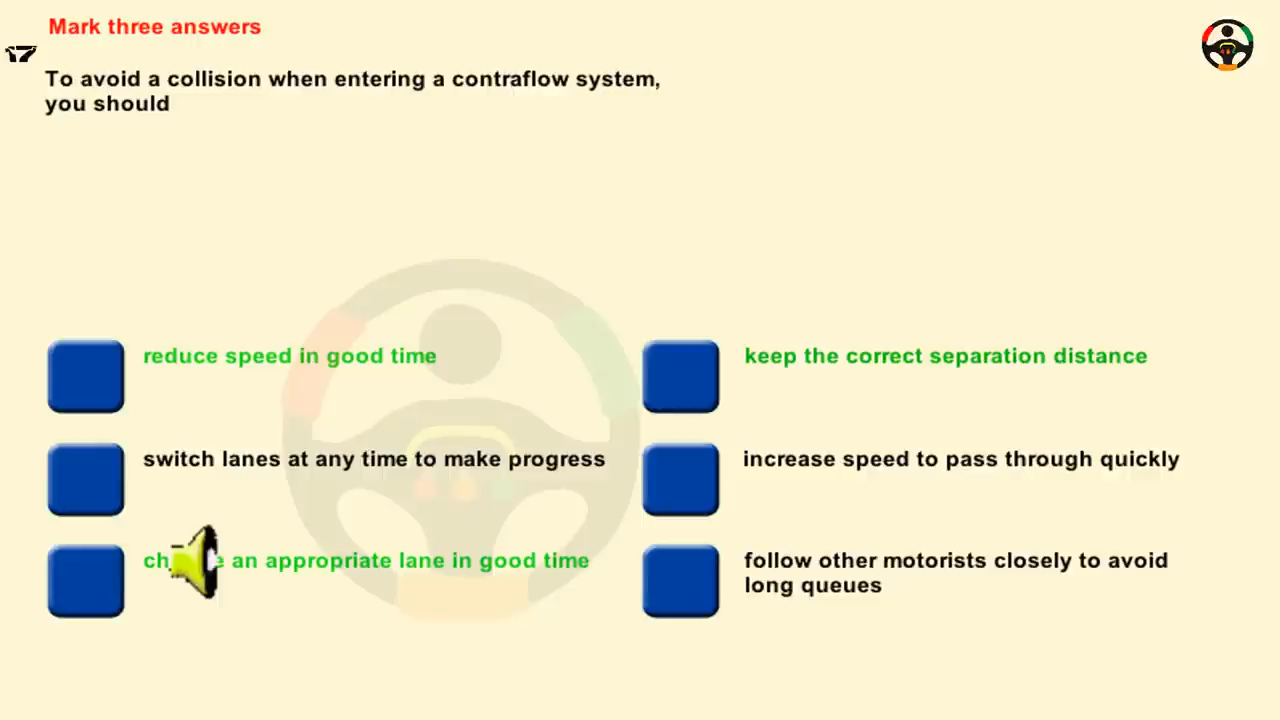 Mark three answers
17
To avoid a collision when entering a contraflow system,
you should
reduce speed in good time
keep the correct separation distance
switch lanes at any time to make progress
increase speed to pass through quickly
an appropriate lane in good time
follow other motorists closely to avoid
long queues